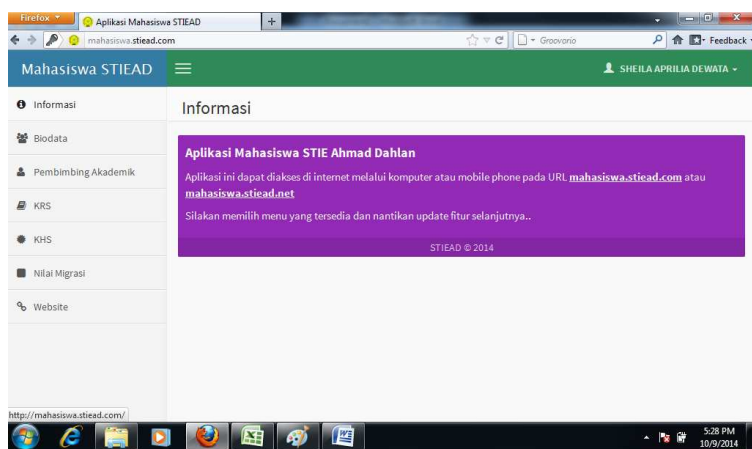 Firefox
Aplikasi Mahasiswa STIEAD
+
mahasiswa.stiead.com
Groovorio
Feedback
Mahasiswa STIEAD
SHEILA APRILIA DEWATA
Informasi
Biodata
Pembimbing Akademik
KRS
KHS
Nilai Migrasi
Website
Informasi
Aplikasi Mahasiswa STIE Ahmad Dahlan
Aplikasi ini dapat diakses di internet melalui komputer atau mobile phone pada URL mahasiswa.stiead.com atau
mahasiswa.stiead.net
Silakan memilih menu yang tersedia dan nantikan update fitur selanjutnya..
STIEAD © 2014
http://mahasiswa.stiead.com/
5:28 PM
10/9/2014